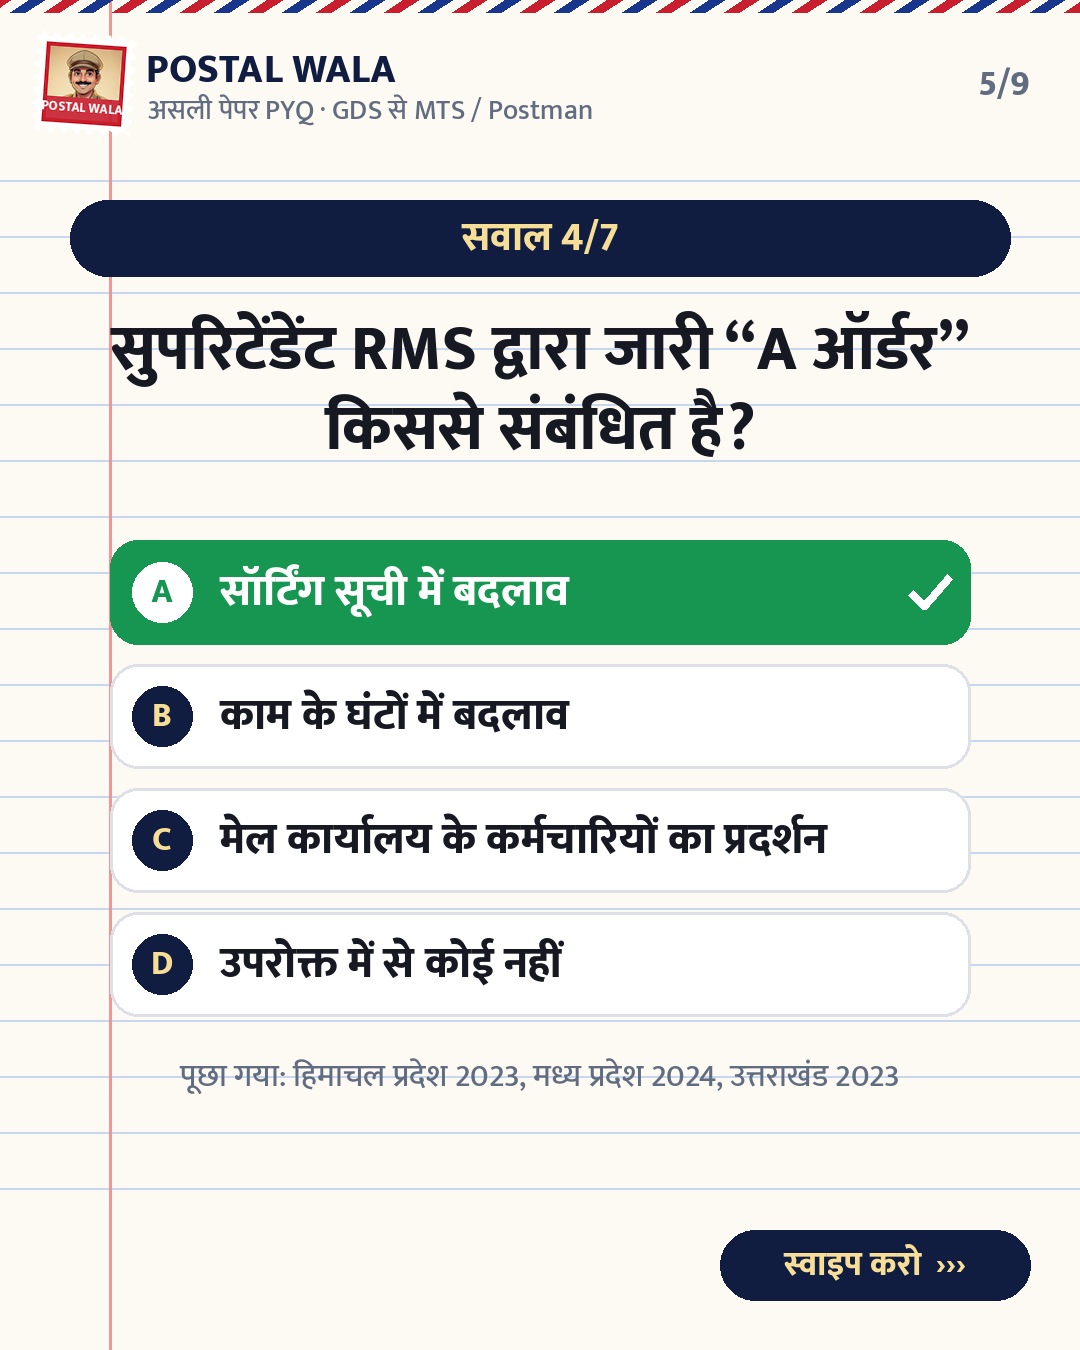 POSTAL WALA
POSTAL WALA
असली पेपर PYQ · GDS से MTS / Postman
5/9
सवाल 4/7
सुपरिटेंडेंट RMS द्वारा जारी “A ऑर्डर”
किससे संबंधित है?
A सॉर्टिंग सूची में बदलाव
B काम के घंटों में बदलाव
C मेल कार्यालय के कर्मचारियों का प्रदर्शन
D उपरोक्त में से कोई नहीं
पूछा गया: हिमाचल प्रदेश 2023, मध्य प्रदेश 2024, उत्तराखंड 2023
स्वाइप करो ›››